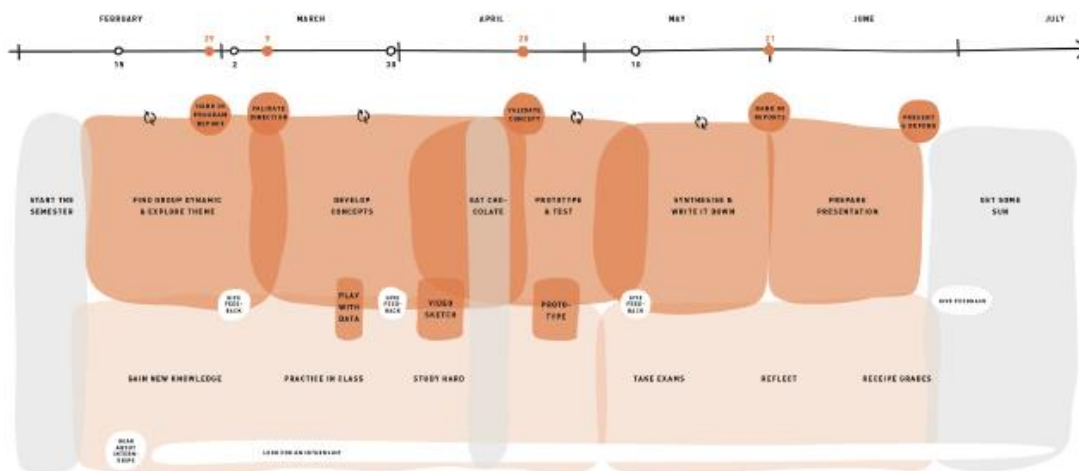 FEBRUARY
MARCH
APRIL
MAY
JUNE
JULY
29
9
20
21
15
2
30
10
HAND IN
PROGRAM
REPORT
VALIDATE
DIRECTION
VALIDATE
CONCEPT
HAND IN
REPORTS
PRESENT
& DEFEND
START THE
SEMESTER
FIND GROUP DYNAMIC
& EXPLORE THEME
DEVELOP
CONCEPTS
EAT CHO-
COLATE
PROTOTYPE
& TEST
SYNTHESISE &
WRITE IT DOWN
PREPARE
PRESENTATION
GET SOME
SUN
GIVE
FEED-
BACK
PLAY
WITH
DATA
GIVE
FEED-
BACK
VIDEO
SKETCH
PROTO-
TYPE
GIVE
FEED-
BACK
GIVE FEEDBACK
GAIN NEW KNOWLEDGE
PRACTICE IN CLASS
STUDY HARD
TAKE EXAMS
REFLECT
RECEIVE GRADES
HEAR
ABOUT
INTERN-
SHIPS
LOOK FOR AN INTERNSHIP